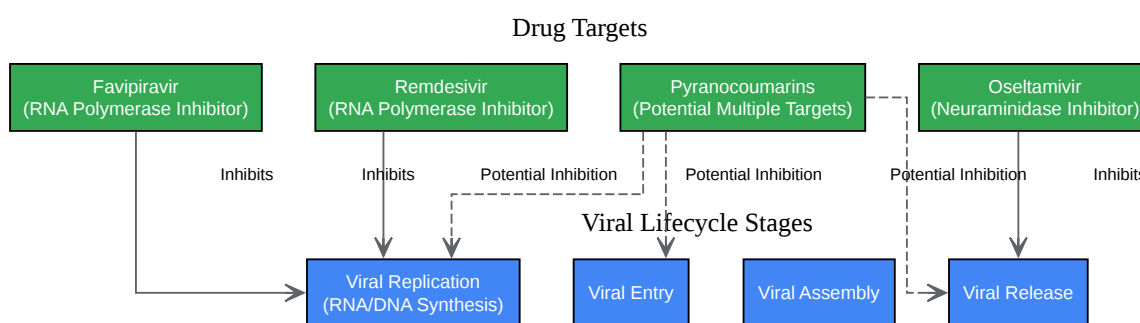 Drug Targets
Favipiravir
(RNA Polymerase Inhibitor)
Remdesivir
(RNA Polymerase Inhibitor)
Pyranocoumarins
(Potential Multiple Targets)
Oseltamivir
(Neuraminidase Inhibitor)
Inhibits
Inhibits
Potential Inhibition
Potential Inhibition
Potential Inhibition
Inhibits
Viral Lifecycle Stages
Viral Replication
(RNA/DNA Synthesis)
Viral Entry
Viral Assembly
Viral Release